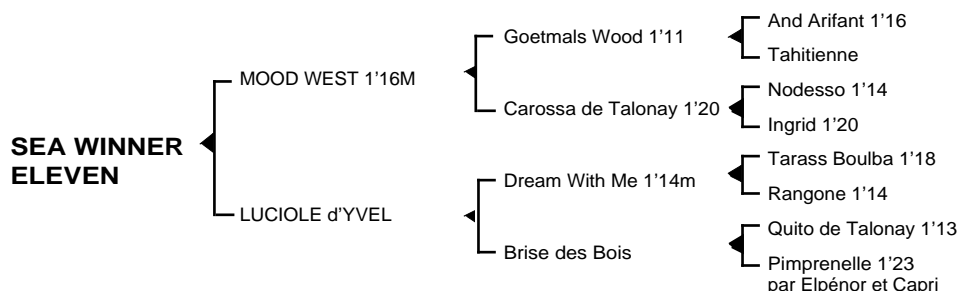 And Arifant 1’16
Goetmals Wood 1’11
Tahitienne
MOOD WEST 1’16M
Nodesso 1’14
Carossa de Talonay 1’20
Ingrid 1’20
SEA WINNER
ELEVEN
Tarass Boulba 1’18
Dream With Me 1’14m
Rangone 1’14
LUCIOLE d’YVEL
Quito de Talonay 1’13
Brise des Bois
Pimprenelle 1’23
par Elpénor et Capri